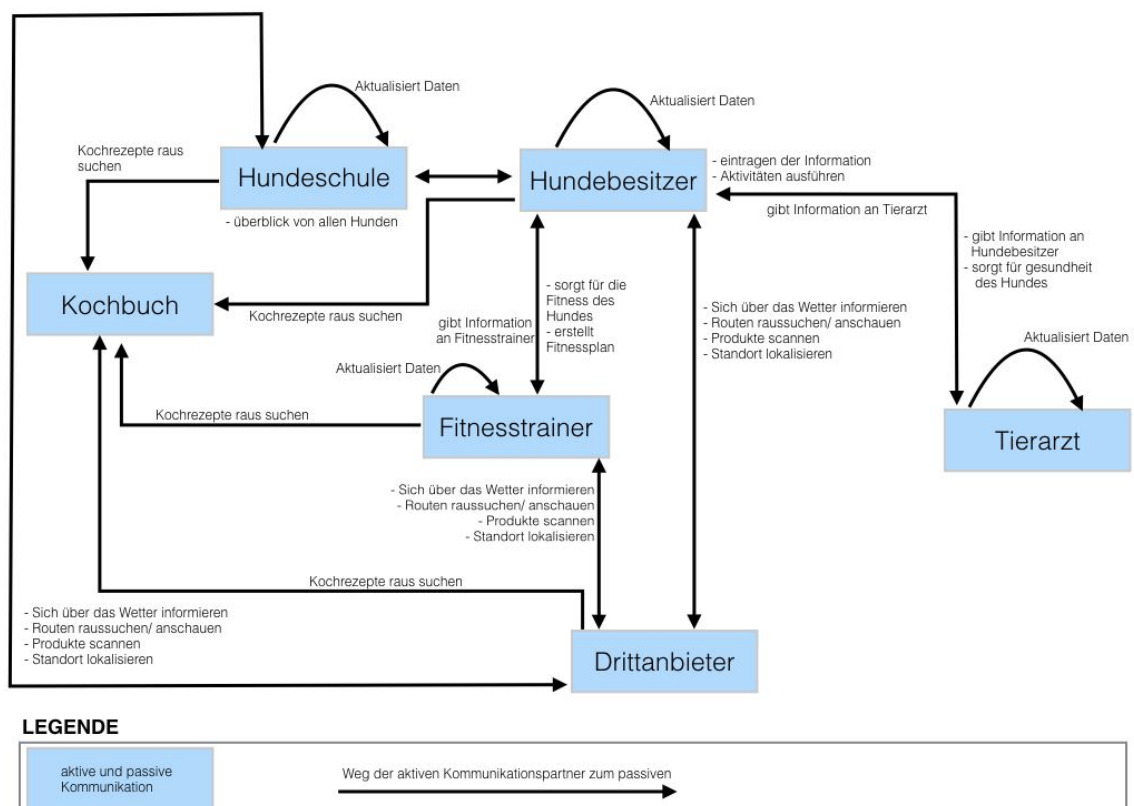 Aktualisiert Daten
Aktualisiert Daten
Kochrezepte raus
suchen
Hundeschule
- überblick von allen Hunden
Hundebesitzer
- eintragen der Information
- Aktivitäten ausführen
gibt Information an Tierarzt
- gibt Information an
Hundebesitzer
- sorgt für gesundheit
des Hundes
Kochbuch
Kochrezepte raus suchen
gibt Information
an Fitnesstrainer
- sorgt für die
Fitness des
Hundes
- erstellt
Fitnessplan
- Sich über das Wetter informieren
- Routen raussuchen/ anschauen
- Produkte scannen
- Standort lokalisieren
Aktualisiert Daten
Aktualisiert Daten
Kochrezepte raus suchen
Fitnesstrainer
Tierarzt
- Sich über das Wetter informieren
- Routen raussuchen/ anschauen
- Produkte scannen
- Standort lokalisieren
Kochrezepte raus suchen
- Sich über das Wetter informieren
- Routen raussuchen/ anschauen
- Produkte scannen
- Standort lokalisieren
Drittanbieter
LEGENDE
aktive und passive
Kommunikation
Weg der aktiven Kommunikationspartner zum passiven